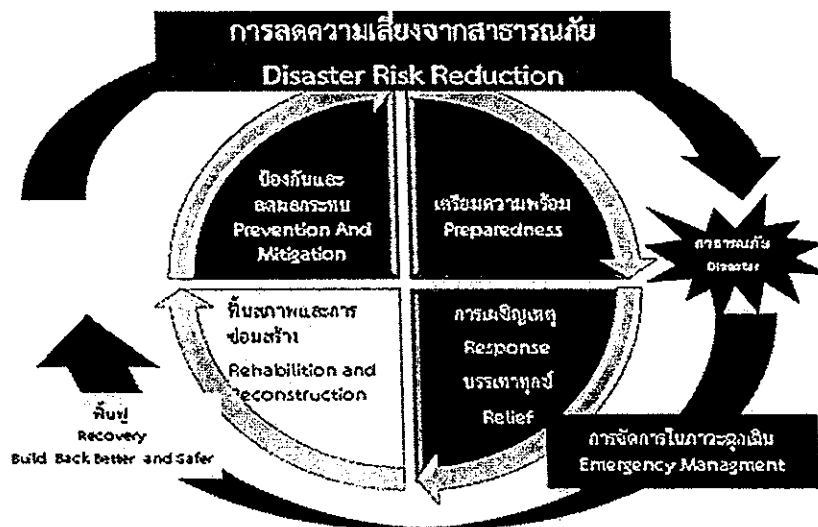 การลดความเสี่ยงจากสาธารณภัย
Disaster Risk Reduction
ป้องกันและ
ลดผลกระทบ
Prevention And
Mitigation
เตรียมความพร้อม
Preparedness
สาธารณภัย
Disaster
ฟื้นสภาพและการ
ซ่อมสร้าง
Rehabilition and
Reconstruction
การเผชิญเหตุ
Response
บรรเทาทุกข์
Relief
ฟื้นฟู
Recovery
Build Back Better and Safer
การจัดการในภาวะฉุกเฉิน
Emergency Managment